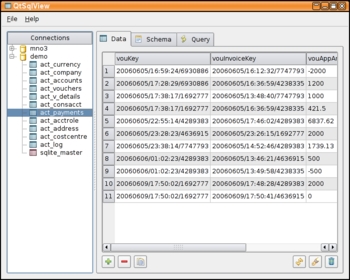 QtSqlView
File Help
Connections
mno3
demo
act_currency
act_company
act_accounts
act_vouchers
act_v_details
act_consacct
act_payments
act_acctrole
act_address
act_costcentre
act_log
sqlite_master
Data Schema Query
vouKey vouInvoiceKey vouAppAm
1 20060605/16:59:24/6930886 20060605/16:12:32/7747793 -2000
2 20060605/17:28:29/6930886 20060605/16:36:59/4238335 1200
3 20060605/17:38:17/1692777 20060605/13:48:40/7747793 1000
4 20060605/17:38:17/1692777 20060605/16:36:59/4238335 421.5
5 20060605/22:55:14/4289383 20060605/17:46:02/4289383 6837.62
6 20060605/23:28:23/4636915 20060605/23:26:15/1692777 2000
7 20060605/23:38:14/7747793 20060605/14:52:46/4289383 1739.13
8 20060606/01:02:23/4289383 20060605/13:46:21/4636915 500
9 20060606/01:02:23/4289383 20060605/13:49:58/4238335 -500
10 20060609/17:50:02/1692777 20060609/17:48:28/4289383 2000
11 20060609/17:50:02/1692777 20060609/17:50:41/4636915 0